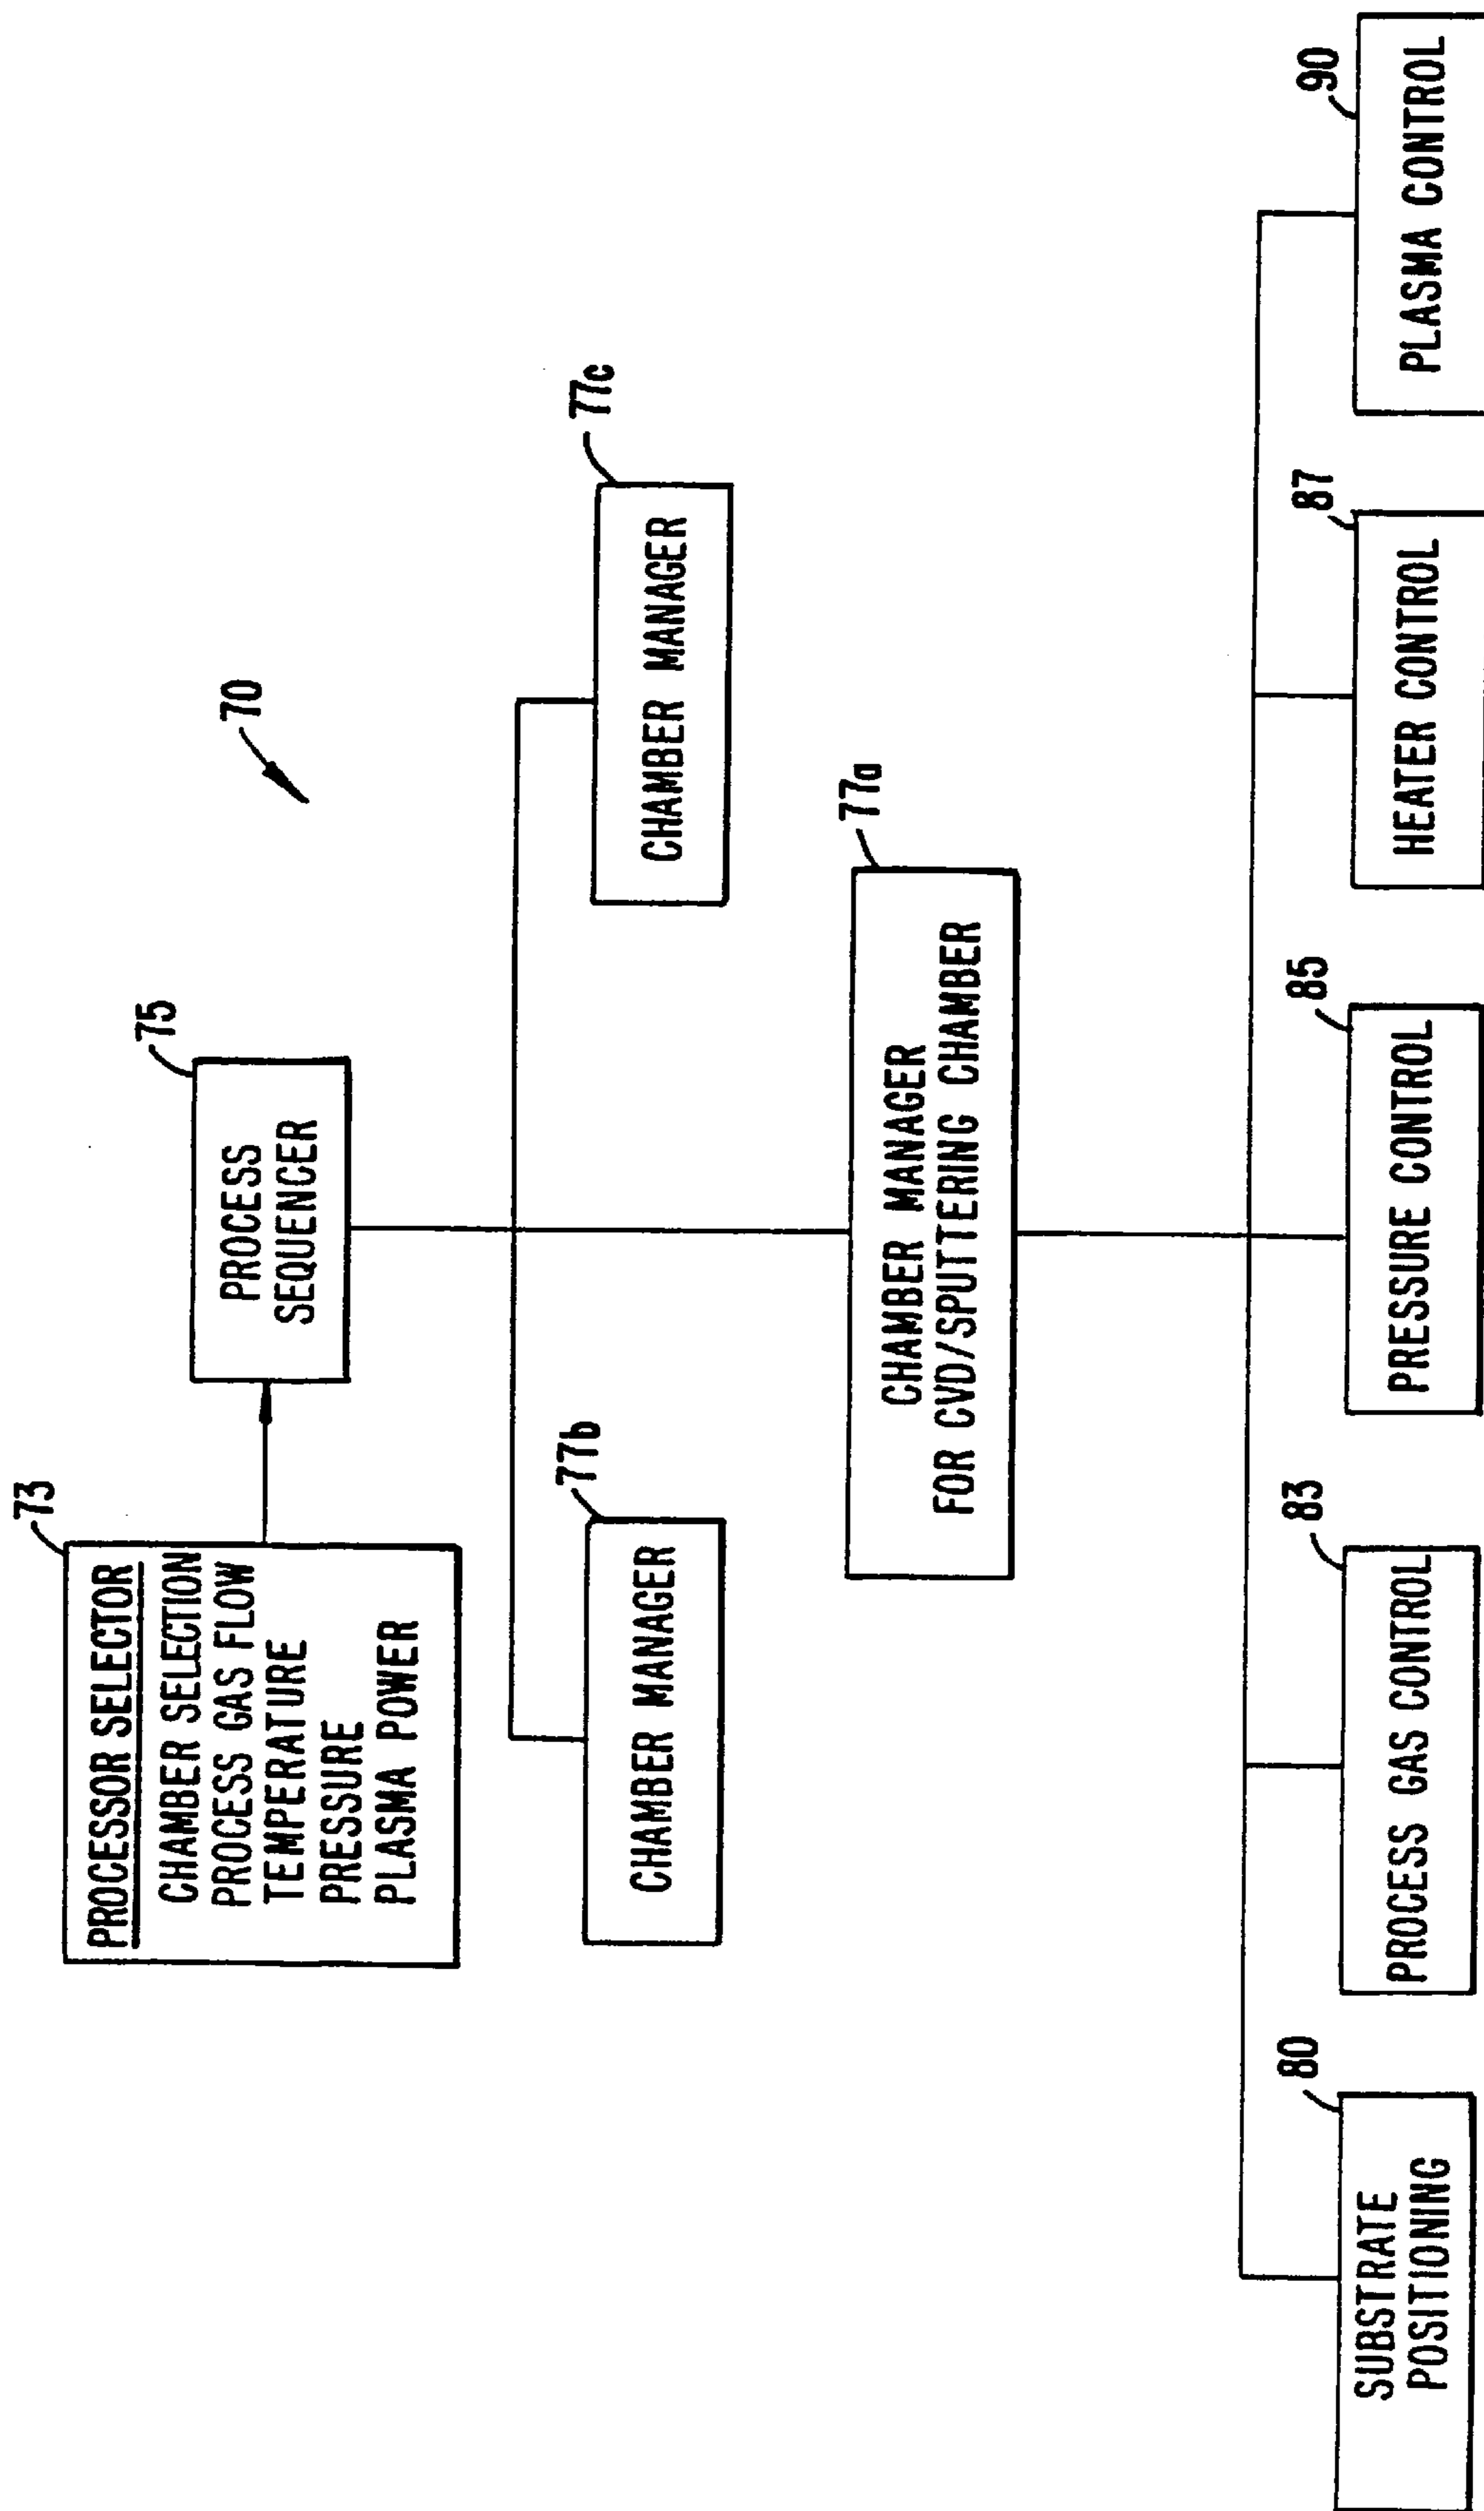 73
PROCESSOR SELECTOR
CHAMBER SELECTION
PROCESS GAS FLOW
TEMPERATURE
PRESSURE
PLASMA POWER
75
PROCESS
SEQUENCER
70
77b
CHAMBER MANAGER
77c
CHAMBER MANAGER
77a
CHAMBER MANAGER
FOR CVD/SPUTTERING CHAMBER
80
SUBSTRATE
POSITIONING
83
PROCESS GAS CONTROL
85
PRESSURE CONTROL
87
HEATER CONTROL
90
PLASMA CONTROL